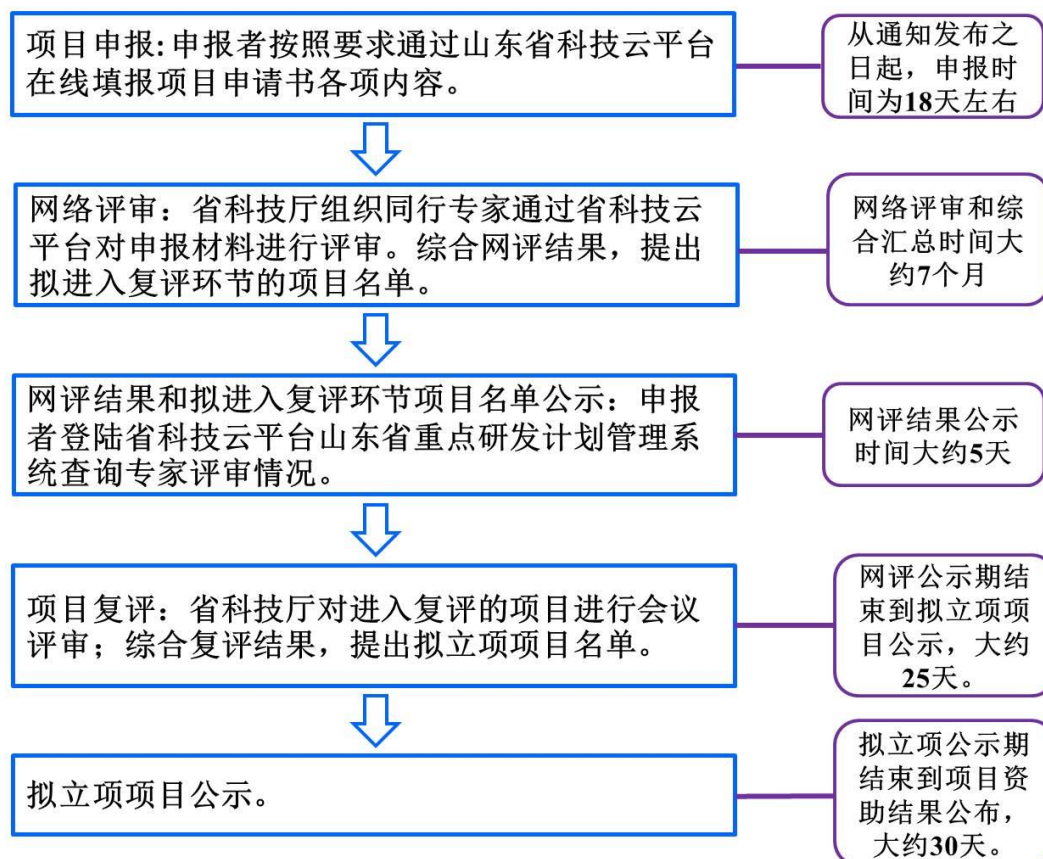 项目申报:申报者按照要求通过山东省科技云平台
在线填报项目申请书各项内容。
从通知发布之
日起，申报时
间为18天左右
网络评审：省科技厅组织同行专家通过省科技云
平台对申报材料进行评审。综合网评结果，提出
拟进入复评环节的项目名单。
网络评审和综
合汇总时间大
约7个月
网评结果和拟进入复评环节项目名单公示：申报
者登陆省科技云平台山东省重点研发计划管理系
统查询专家评审情况。
网评结果公示
时间大约5天
项目复评：省科技厅对进入复评的项目进行会议
评审；综合复评结果，提出拟立项项目名单。
网评公示期结
束到拟立项项
目公示，大约
25天。
拟立项项目公示。
拟立项公示期
结束到项目资
助结果公布，
大约30天。